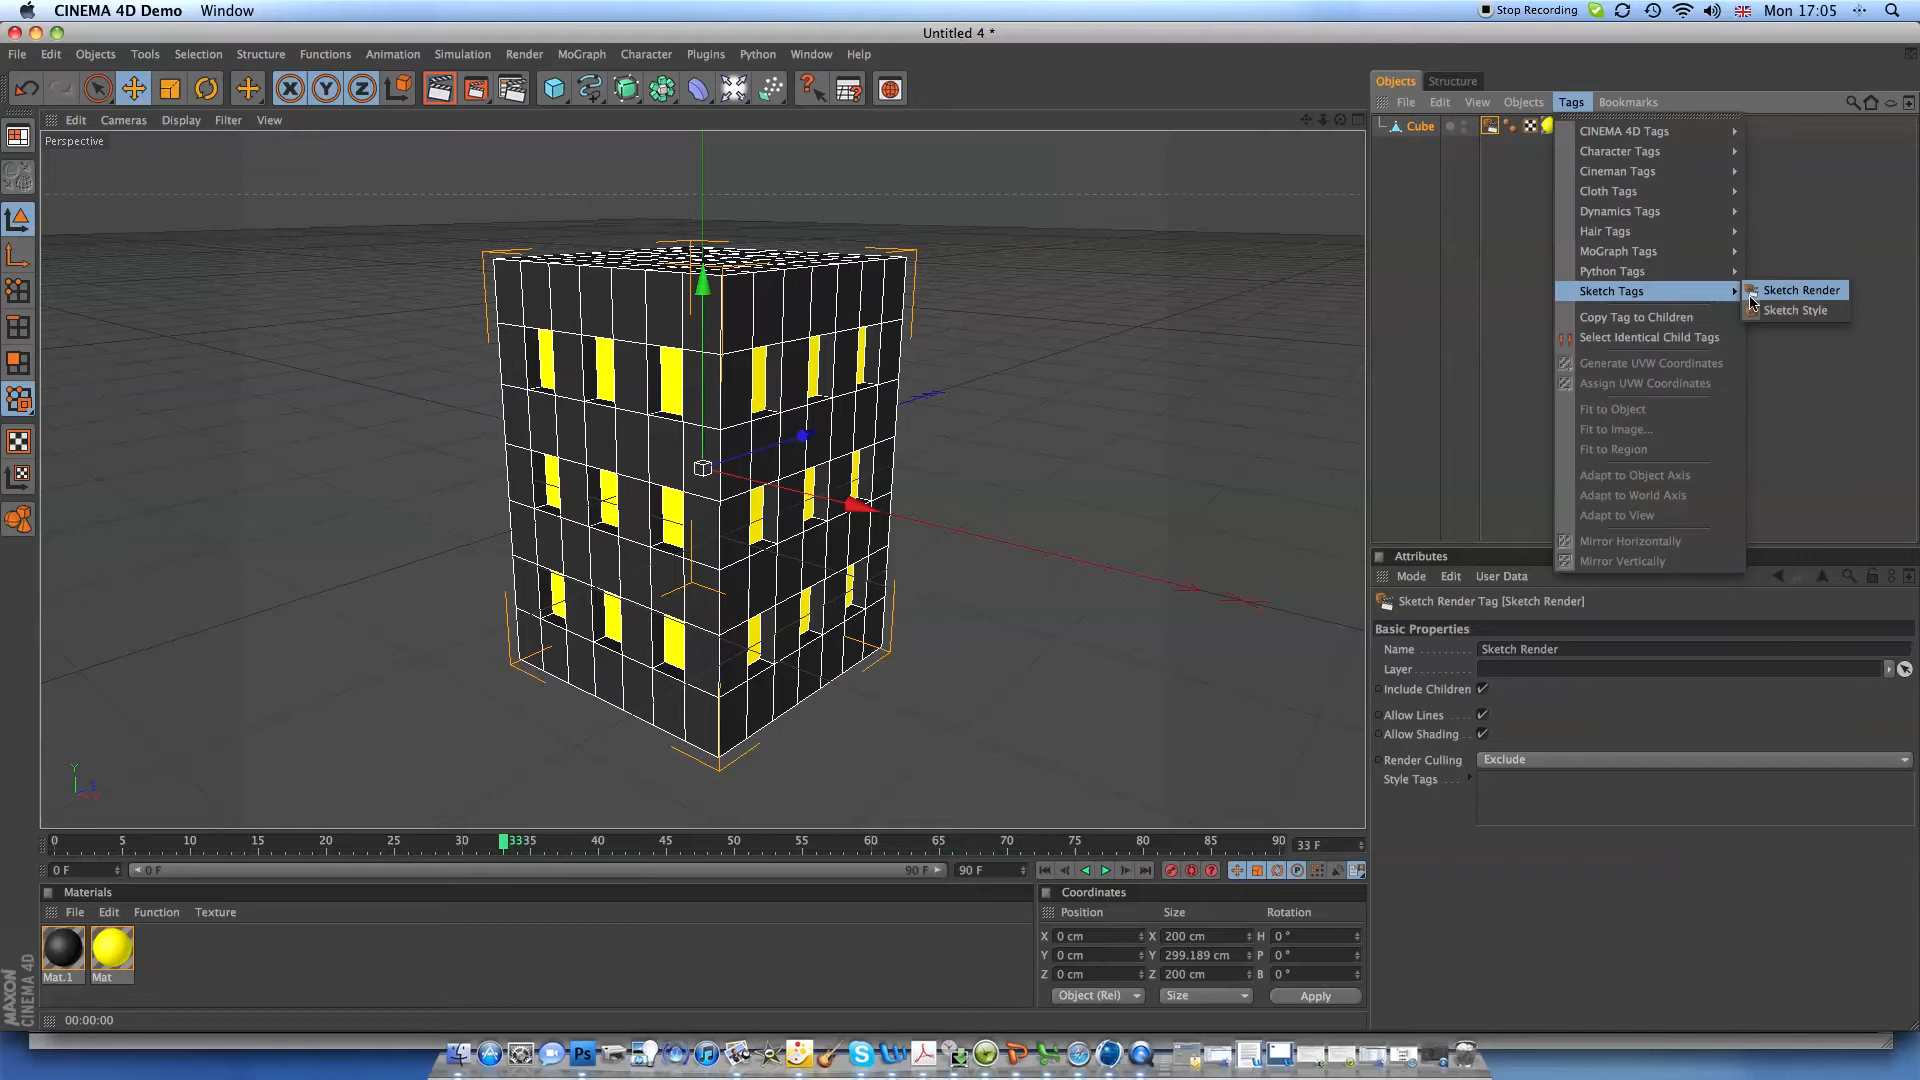 CINEMA 4D Demo Window
Stop Recording Mon 17:05
Untitled 4 *
File Edit Objects Tools Selection Structure Functions Animation Simulation Render MoGraph Character Plugins Python Window Help
Objects Structure
File Edit View Objects Tags Bookmarks
Edit Cameras Display Filter View
Perspective
Cube
CINEMA 4D Tags
Character Tags
Cineman Tags
Cloth Tags
Dynamics Tags
Hair Tags
MoGraph Tags
Python Tags
Sketch Tags
Sketch Render
Sketch Style
Copy Tag to Children
Select Identical Child Tags
Generate UVW Coordinates
Assign UVW Coordinates
Fit to Object
Fit to Image...
Fit to Region
Adapt to Object Axis
Adapt to World Axis
Adapt to View
Mirror Horizontally
Mirror Vertically
Attributes
Mode Edit User Data
Sketch Render Tag [Sketch Render]
Basic Properties
Name Sketch Render
Layer
Include Children
Allow Lines
Allow Shading
Render Culling Exclude
Style Tags
Y
0 5 10 15 20 25 30 3335 40 45 50 55 60 65 70 75 80 85 90 33 F
0 F 0 F 90 F 90 F
Materials
File Edit Function Texture
Mat.1 Mat
Coordinates
Position Size Rotation
X 0 cm X 200 cm H 0 °
Y 0 cm Y 299.189 cm P 0 °
Z 0 cm Z 200 cm B 0 °
Object (Rel) Size Apply
MAXON
CINEMA 4D
00:00:00